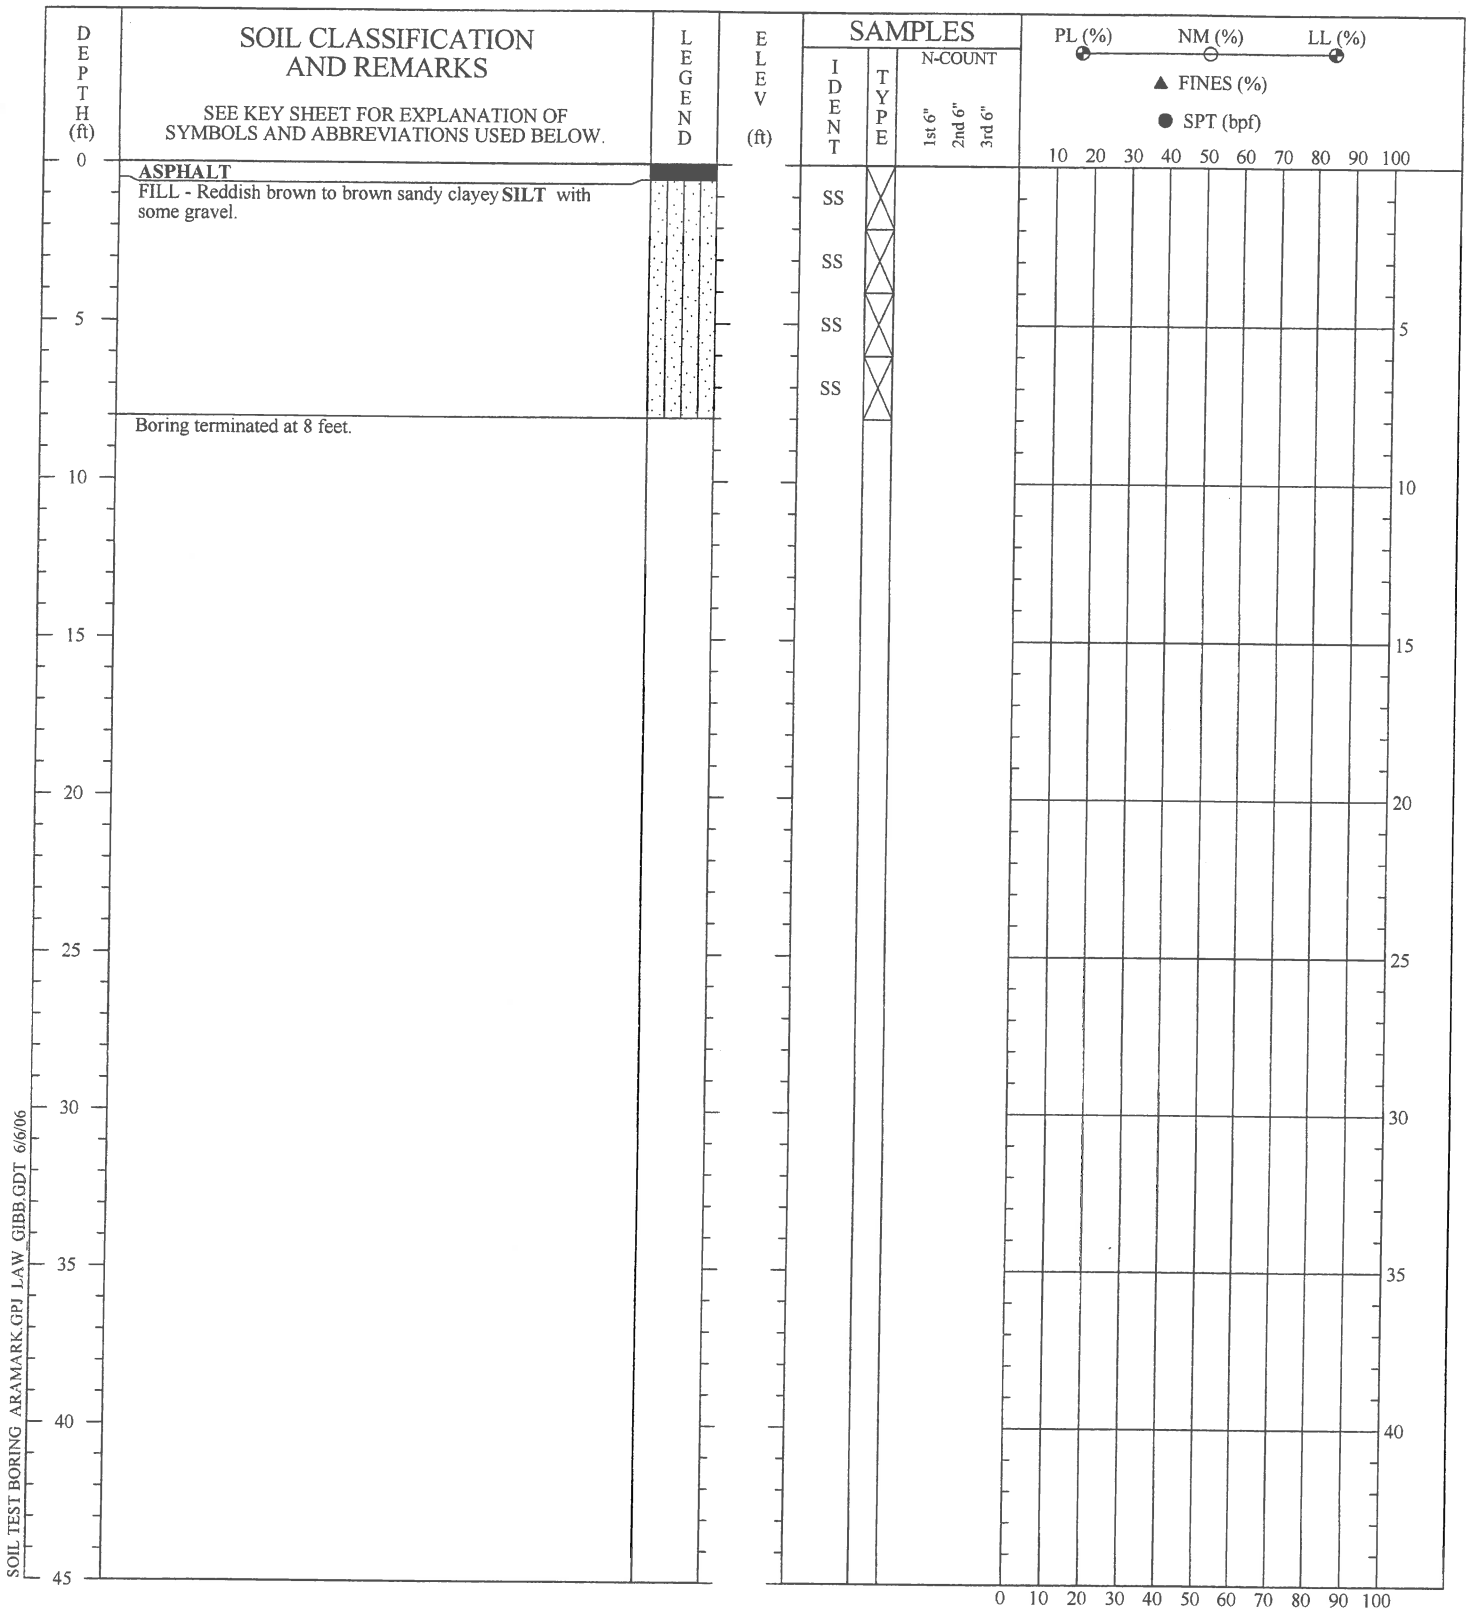 DEPTH (ft)
SOIL CLASSIFICATION
AND REMARKS
SEE KEY SHEET FOR EXPLANATION OF
SYMBOLS AND ABBREVIATIONS USED BELOW.
LEGEND
ELEV (ft)
SAMPLES
IDENT
TYPE
N-COUNT
1st 6"
2nd 6"
3rd 6"
PL (%) NM (%) LL (%)
▲ FINES (%)
● SPT (bpf)
10 20 30 40 50 60 70 80 90 100
0
ASPHALT
FILL - Reddish brown to brown sandy clayey SILT with
some gravel.
SS
SS
SS
SS
5 5
Boring terminated at 8 feet.
10 10
15 15
20 20
25 25
30 30
35 35
40 40
45
0 10 20 30 40 50 60 70 80 90 100
SOIL TEST BORING ARAMARK.GPJ LAW_GIBB.GDT 6/6/06